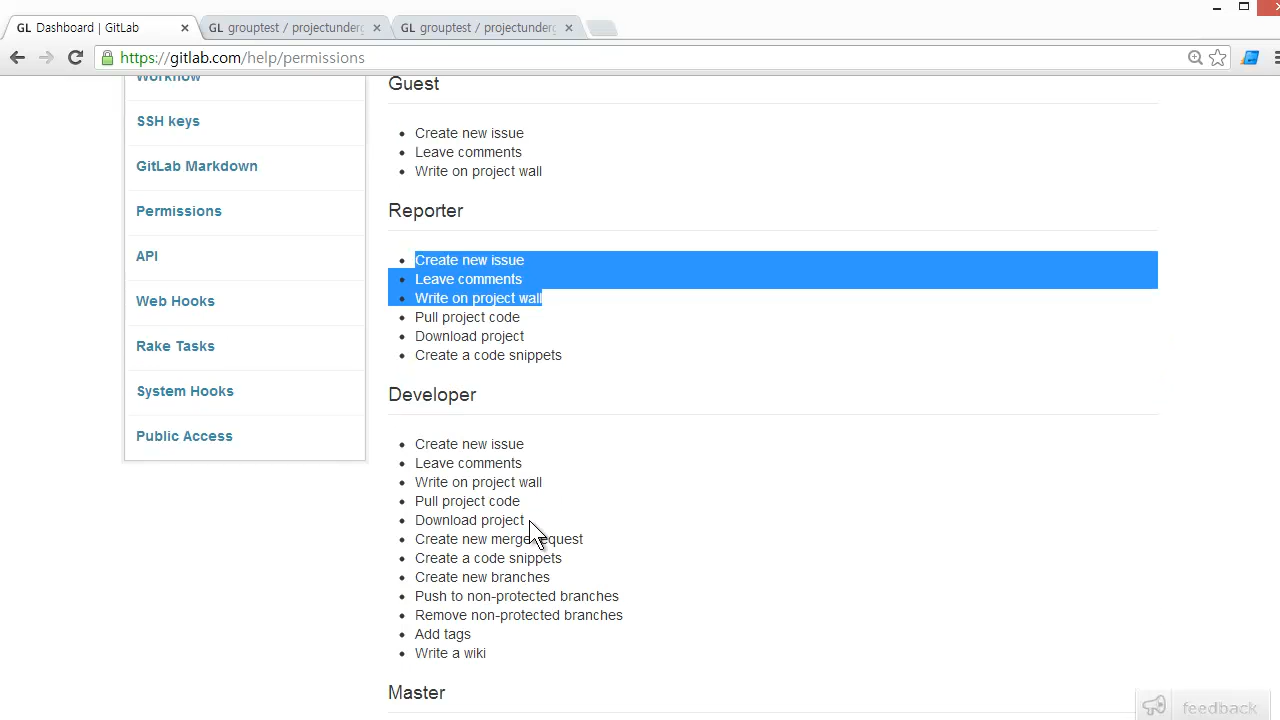 GL Dashboard | GitLab
GL grouptest / projectunderg
GL grouptest / projectunderg
https://gitlab.com/help/permissions
Workflow
SSH keys
GitLab Markdown
Permissions
API
Web Hooks
Rake Tasks
System Hooks
Public Access
Guest
Create new issue
Leave comments
Write on project wall
Reporter
Create new issue
Leave comments
Write on project wall
Pull project code
Download project
Create a code snippets
Developer
Create new issue
Leave comments
Write on project wall
Pull project code
Download project
Create new merge request
Create a code snippets
Create new branches
Push to non-protected branches
Remove non-protected branches
Add tags
Write a wiki
Master
feedback